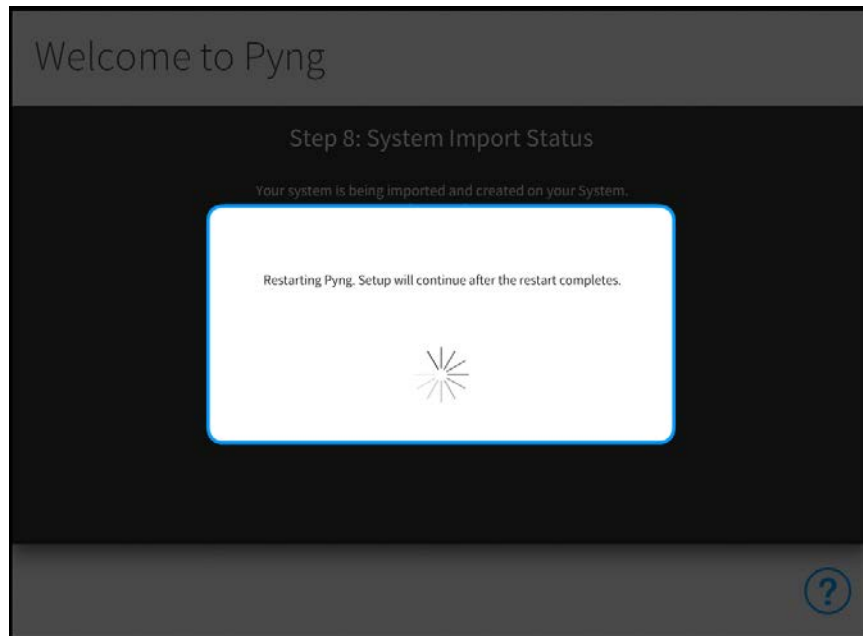 Welcome to Pyng
Step 8: System Import Status
Your system is being imported and created on your System.
Restarting Pyng. Setup will continue after the restart completes.
?